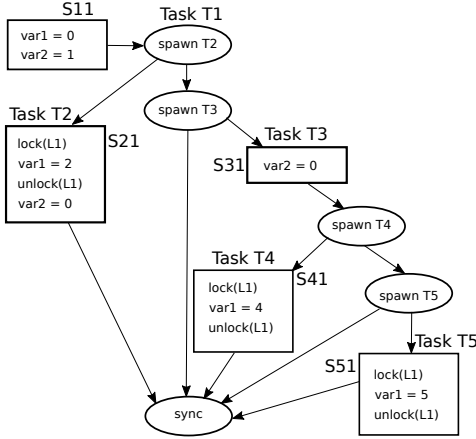 S11
Task T1
var1 = 0
var2 = 1
spawn T2
Task T2
spawn T3
lock(L1)
var1 = 2
unlock(L1)
var2 = 0
S21
Task T3
S31
var2 = 0
spawn T4
Task T4
S41
lock(L1)
var1 = 4
unlock(L1)
spawn T5
Task T5
S51
lock(L1)
var1 = 5
unlock(L1)
sync